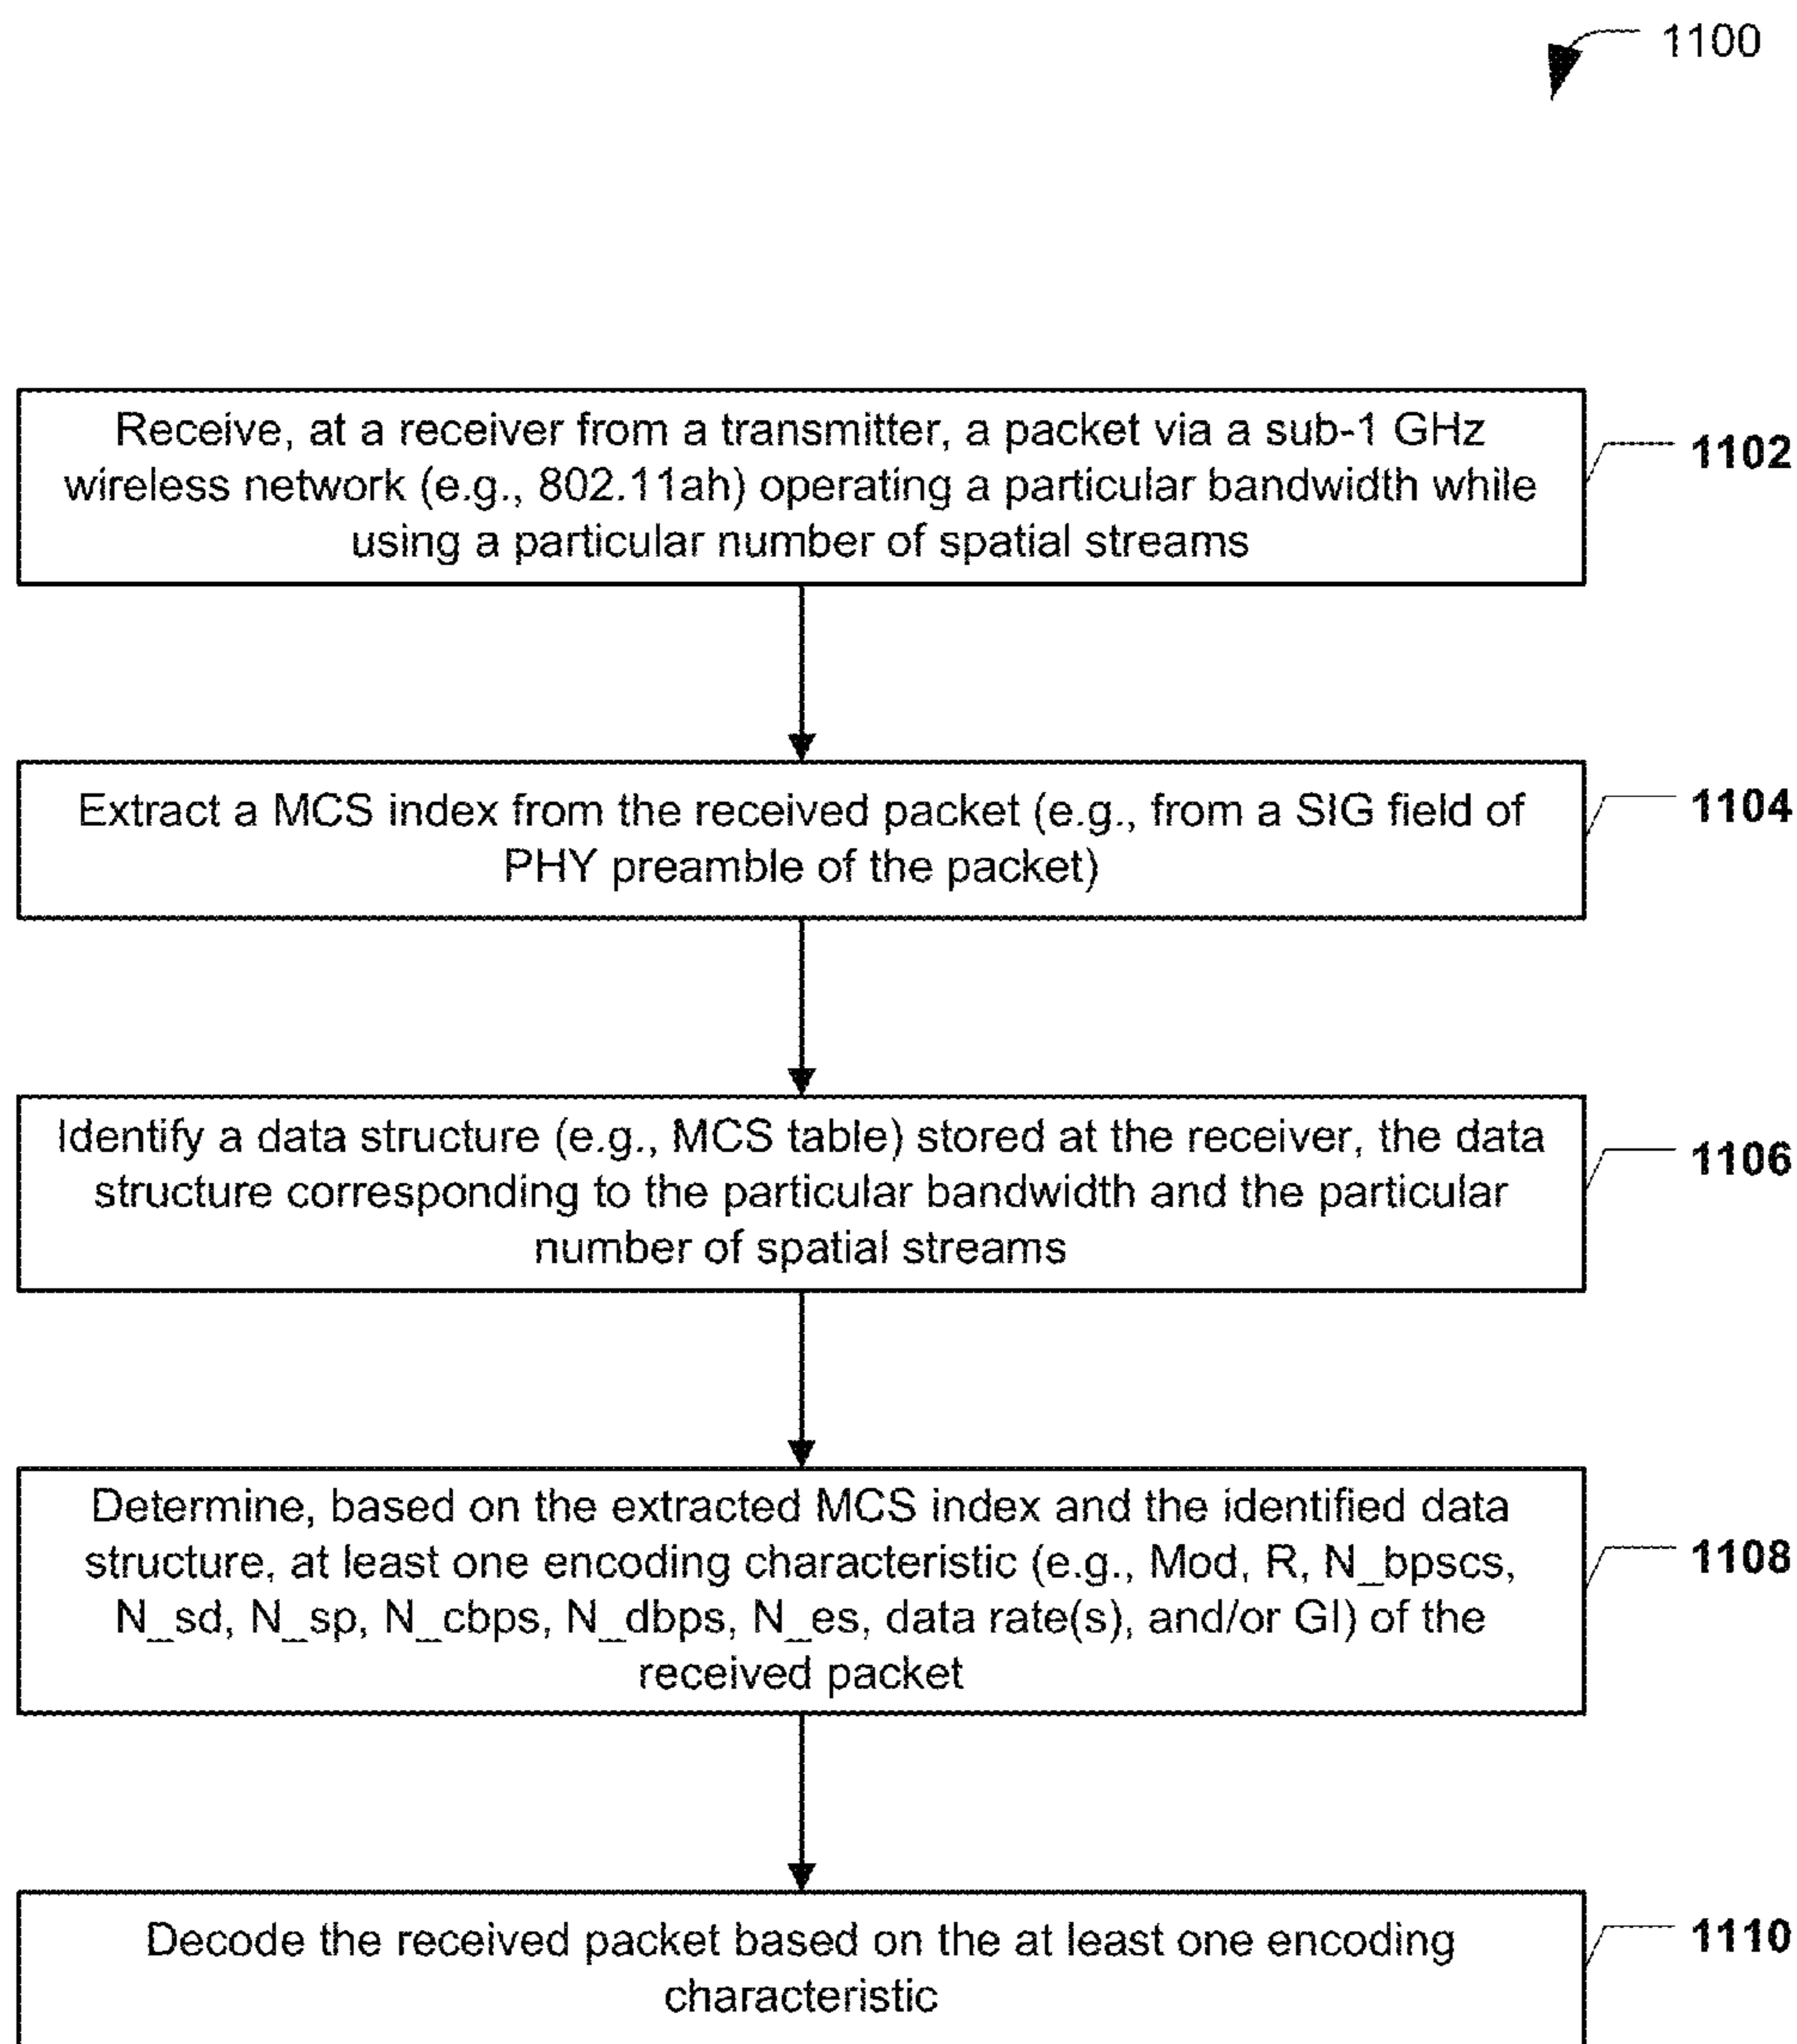 1100
Receive, at a receiver from a transmitter, a packet via a sub-1 GHz
wireless network (e.g., 802.11ah) operating a particular bandwidth while
using a particular number of spatial streams
1102
Extract a MCS index from the received packet (e.g., from a SIG field of
PHY preamble of the packet)
1104
Identify a data structure (e.g., MCS table) stored at the receiver, the data
structure corresponding to the particular bandwidth and the particular
number of spatial streams
1106
Determine, based on the extracted MCS index and the identified data
structure, at least one encoding characteristic (e.g., Mod, R, N_bpscs,
N_sd, N_sp, N_cbps, N_dbps, N_es, data rate(s), and/or GI) of the
received packet
1108
Decode the received packet based on the at least one encoding
characteristic
1110